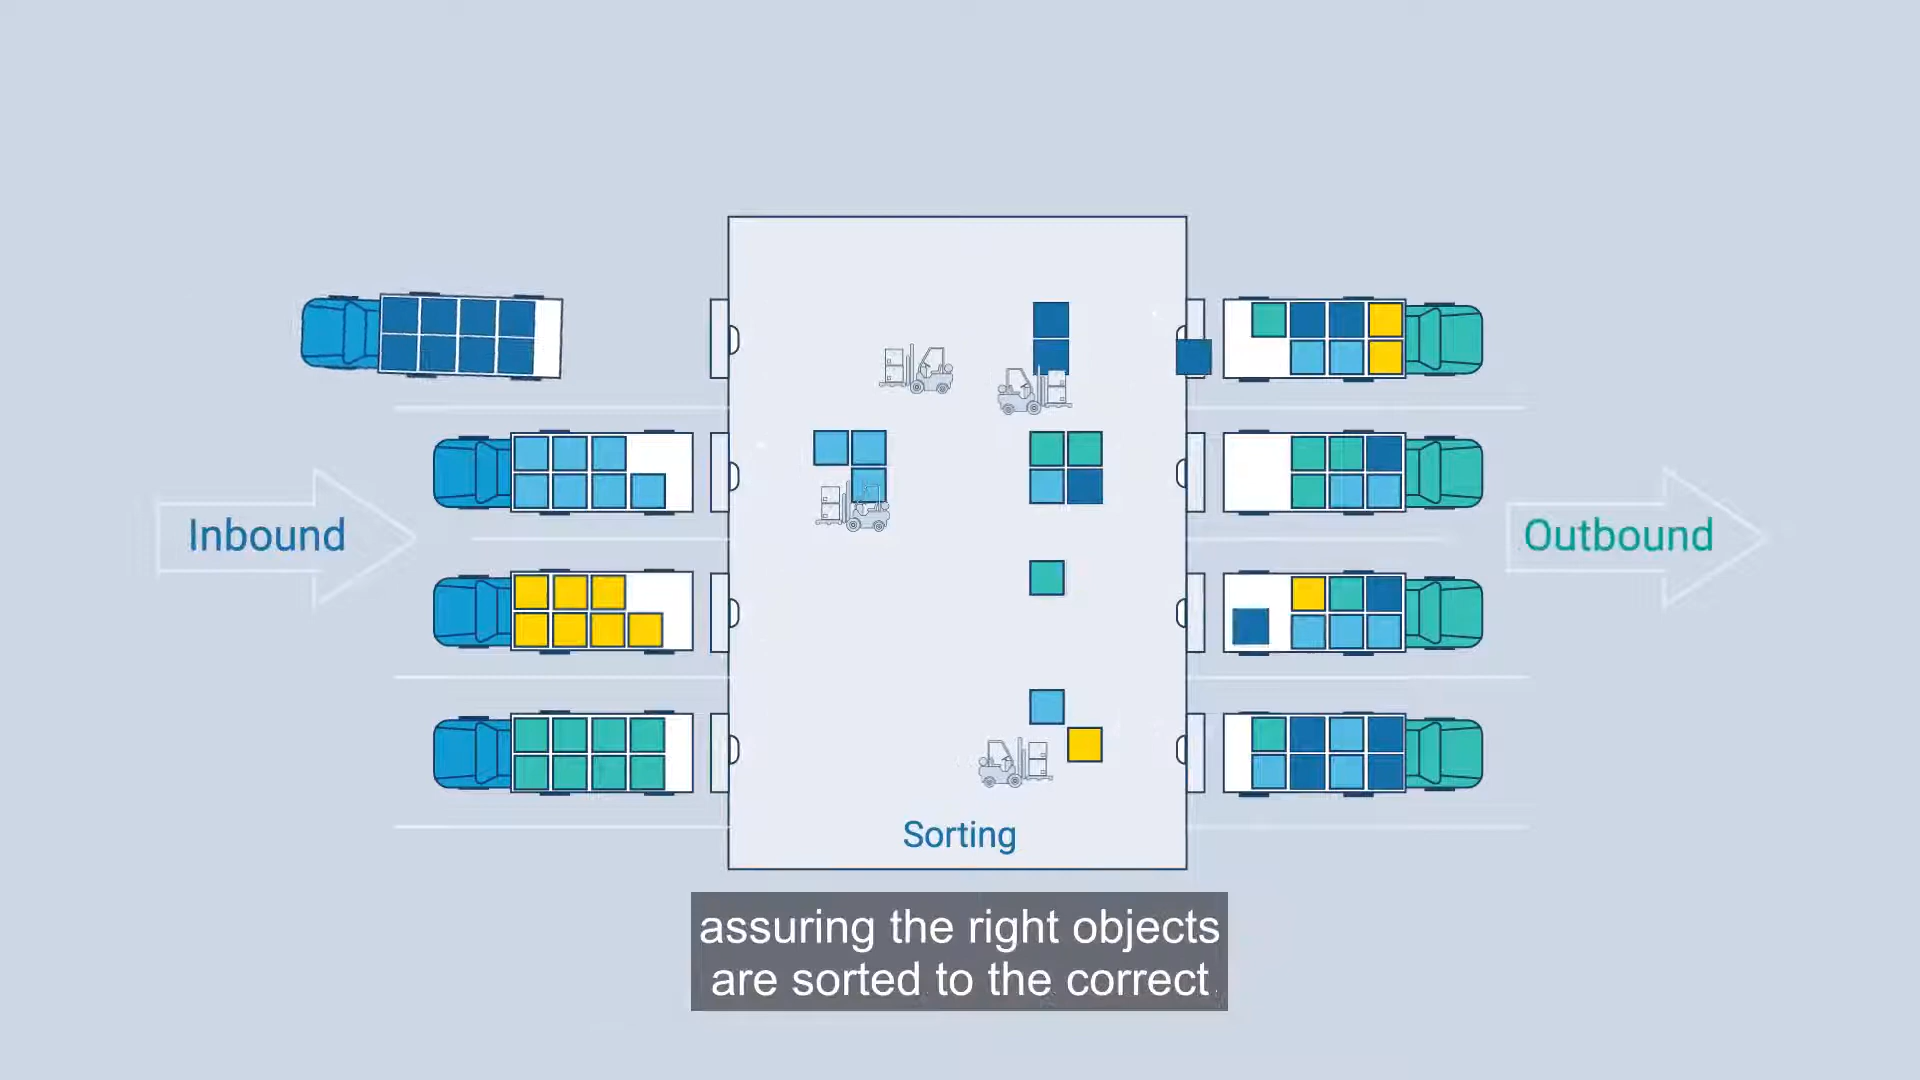 Inbound
Outbound
Sorting
assuring the right objects
are sorted to the correct